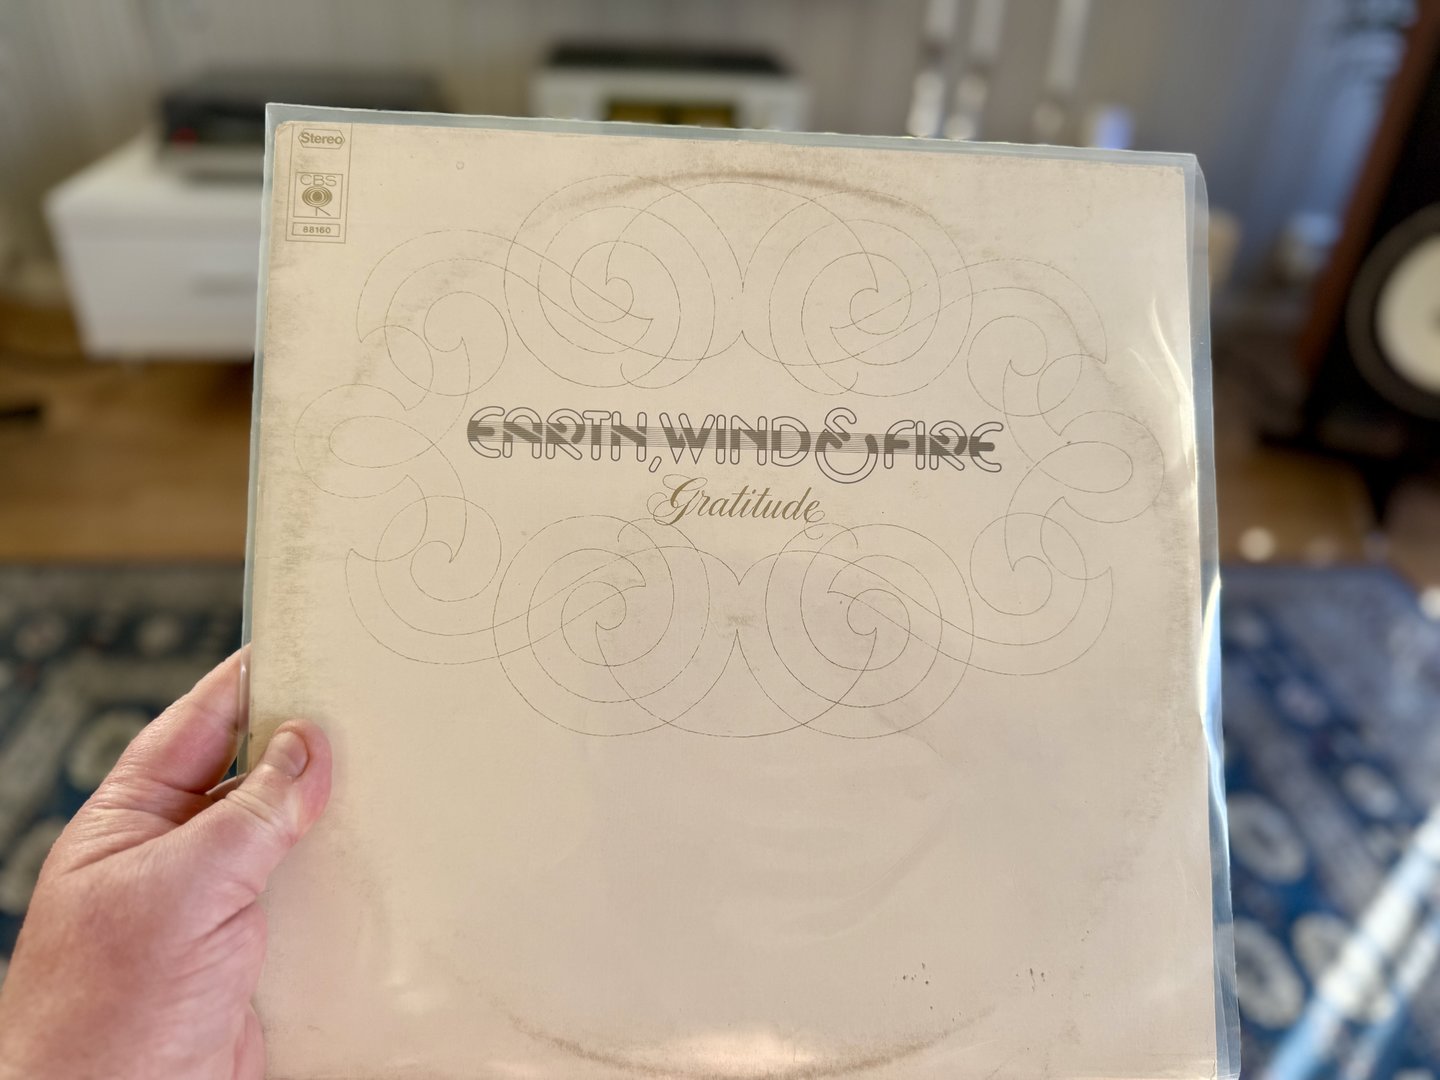 Stereo
CBS
88160
EARTH, WIND & FIRE
Gratitude